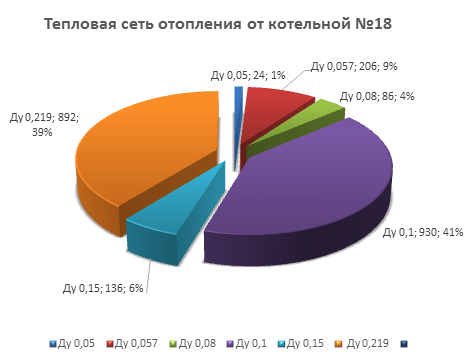 Тепловая сеть отопления от котельной №18
Ду 0,05; 24; 1%
Ду 0,057; 206; 9%
Ду 0,08; 86; 4%
Ду 0,219; 892;
39%
Ду 0,1; 930; 41%
Ду 0,15; 136; 6%
Ду 0,05 Ду 0,057 Ду 0,08 Ду 0,1 Ду 0,15 Ду 0,219